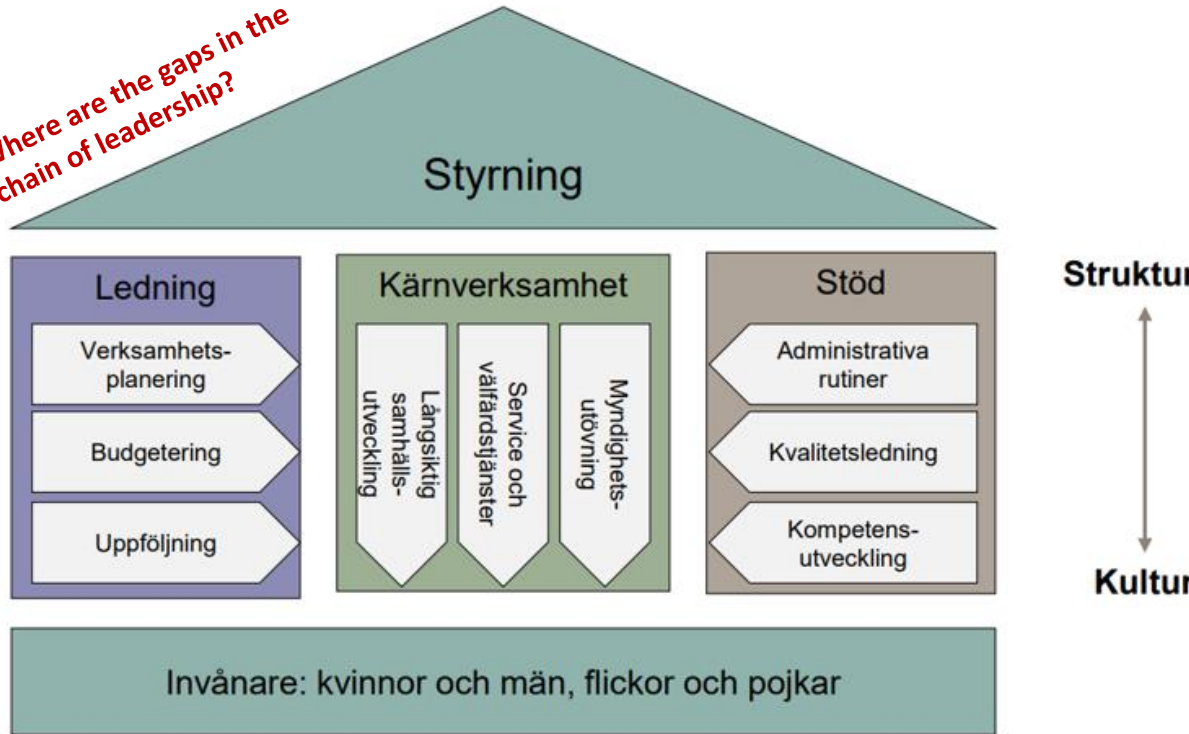 Where are the gaps in the
chain of leadership?
Styrning
Ledning
Verksamhets-
planering
Budgetering
Uppföljning
Kärnverksamhet
Långsiktig
samhälls-
utveckling
Service och
välfärdstjänster
Myndighets-
utövning
Stöd
Administrativa
rutiner
Kvalitetsledning
Kompetens-
utveckling
Struktur
Kultur
Invånare: kvinnor och män, flickor och pojkar